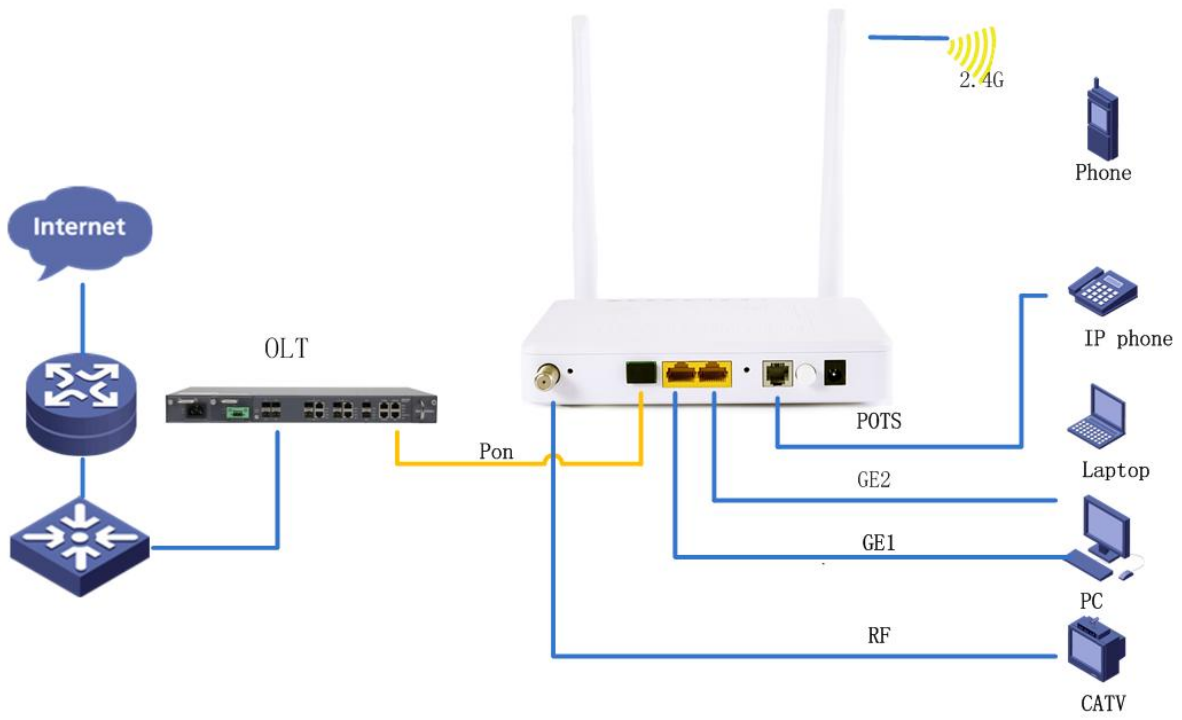 2.4G
Phone
Internet
IP phone
OLT
POTS
Pon
Laptop
GE2
GE1
PC
RF
CATV